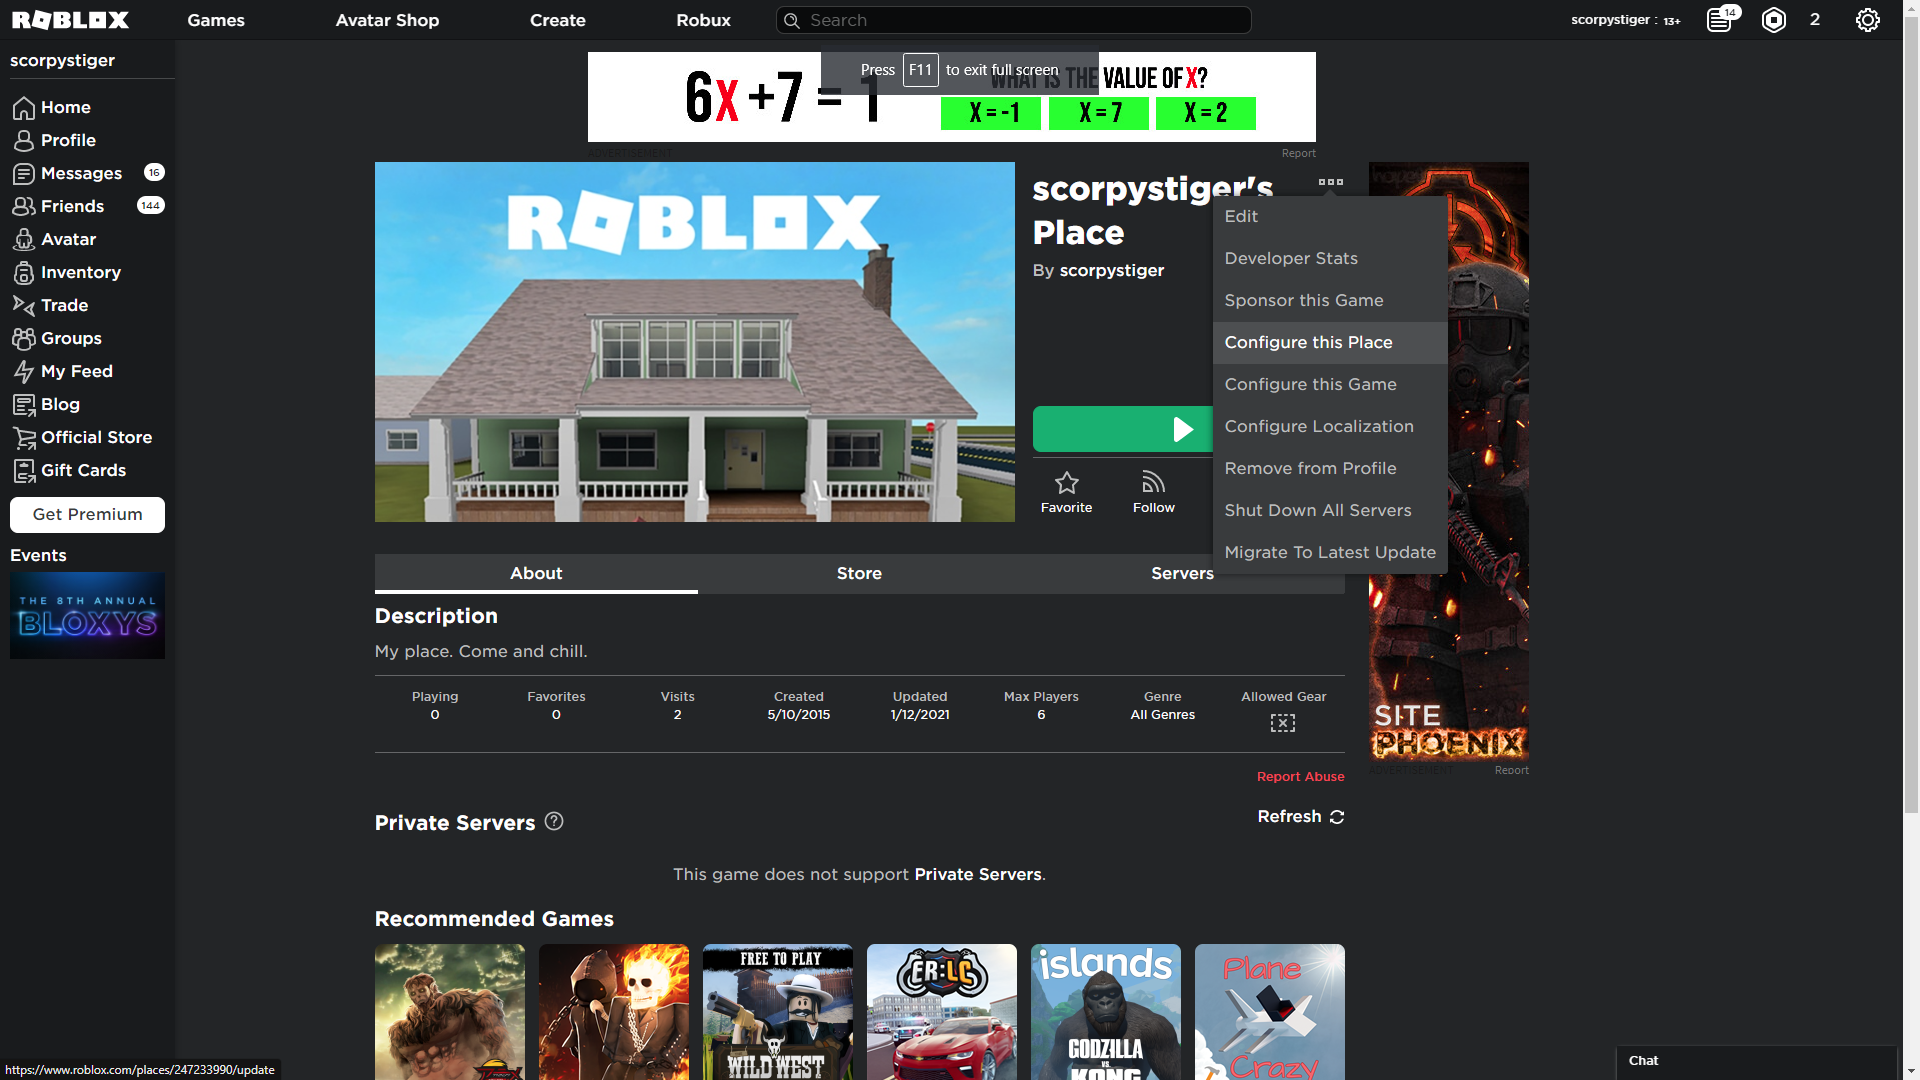 ROBLOX
Games
Avatar Shop
Create
Robux
Search
scorpystiger : 13+
14
2
scorpystiger
Home
Profile
Messages 16
Friends 144
Avatar
Inventory
Trade
Groups
My Feed
Blog
Official Store
Gift Cards
Get Premium
Events
THE 8TH ANNUAL
BLOXYS
Press F11 to exit full screen
6X+7 = 1
WHAT IS THE VALUE OF X?
X = -1
X = 7
X = 2
ADVERTISEMENT
Report
ROBLOX
scorpystiger's
Place
By scorpystiger
Edit
Developer Stats
Sponsor this Game
Configure this Place
Configure this Game
Configure Localization
Remove from Profile
Shut Down All Servers
Migrate To Latest Update
Favorite
Follow
SITE
PHOENIX
ADVERTISEMENT
Report
About
Store
Servers
Description
My place. Come and chill.
Playing
0
Favorites
0
Visits
2
Created
5/10/2015
Updated
1/12/2021
Max Players
6
Genre
All Genres
Allowed Gear
Report Abuse
Private Servers
Refresh
This game does not support Private Servers.
Recommended Games
FREE TO PLAY
WILD WEST
ER:LC
islands
GODZILLA
VS.
KONG
Plane
Crazy
Chat
https://www.roblox.com/places/247233990/update